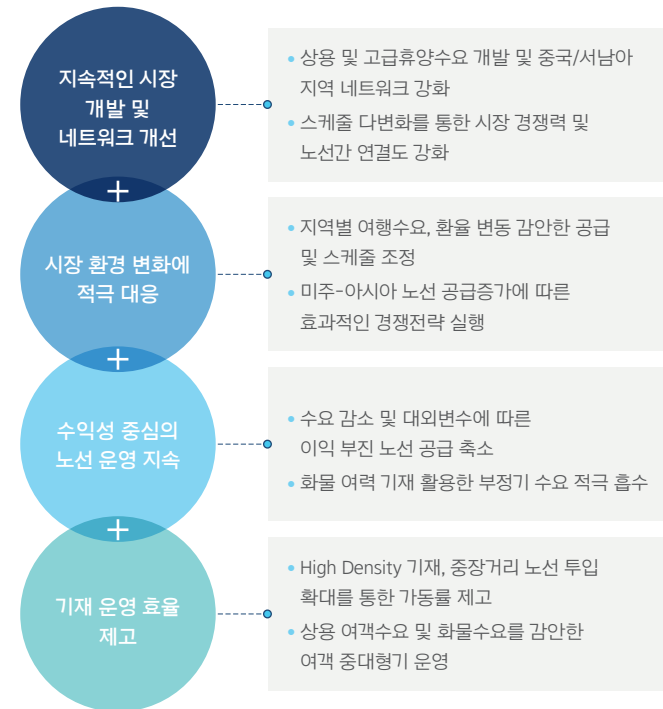 지속적인 시장
개발 및
네트워크 개선
• 상용 및 고급휴양수요 개발 및 중국/서남아
지역 네트워크 강화
• 스케줄 다변화를 통한 시장 경쟁력 및
노선간 연결도 강화
+
시장 환경 변화에
적극 대응
• 지역별 여행수요, 환율 변동 감안한 공급
및 스케줄 조정
• 미주-아시아 노선 공급증가에 따른
효과적인 경쟁전략 실행
+
수익성 중심의
노선 운영 지속
• 수요 감소 및 대외변수에 따른
이익 부진 노선 공급 축소
• 화물 여력 기재 활용한 부정기 수요 적극 흡수
+
기재 운영 효율
제고
• High Density 기재, 중장거리 노선 투입
확대를 통한 가동률 제고
• 상용 여객수요 및 화물수요를 감안한
여객 중대형기 운영